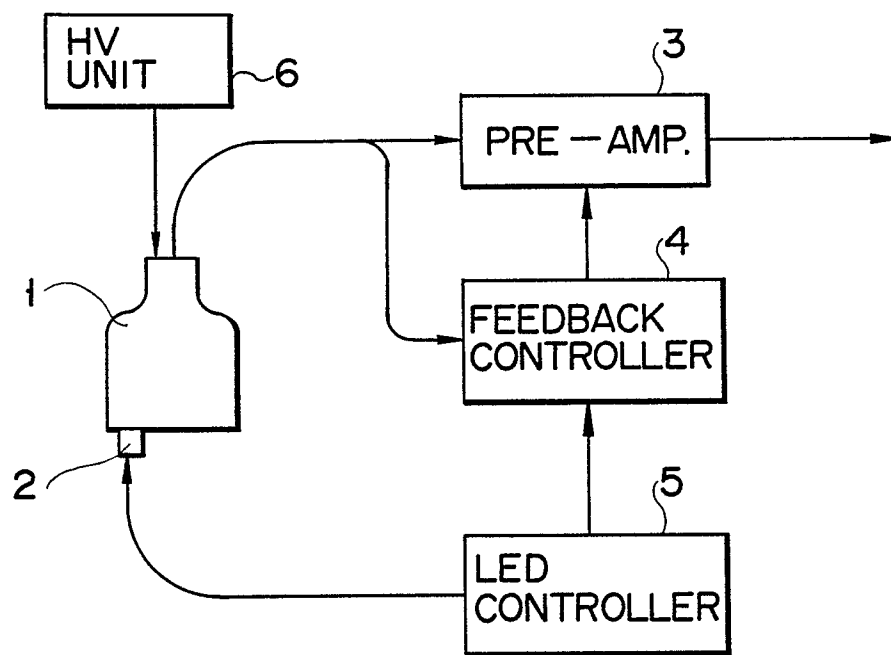 HV
UNIT
6
3
PRE-AMP.
4
1
FEEDBACK
CONTROLLER
2
5
LED
CONTROLLER